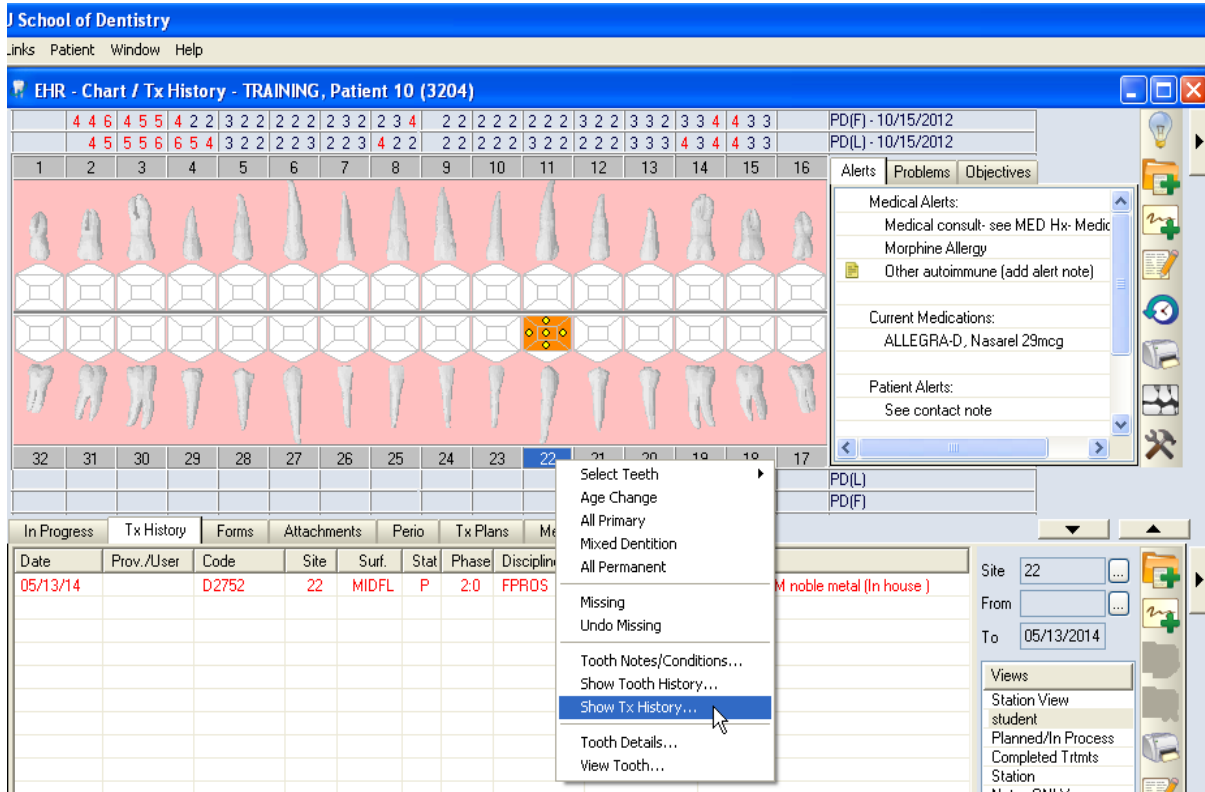 J School of Dentistry
Links Patient Window Help
EHR - Chart / Tx History - TRAINING, Patient 10 (3204)
4 4 6 4 5 5 4 2 2 3 2 2 2 2 2 2 3 2 2 3 4 2 2 2 2 2 2 2 2 3 2 2 3 3 2 3 3 4 4 3 3 PD(F) - 10/15/2012
4 5 5 5 6 6 5 4 3 2 2 2 2 3 2 2 3 4 2 2 2 2 2 2 2 2 3 2 2 2 2 2 3 3 3 4 3 4 4 3 3 PD(L) - 10/15/2012
1 2 3 4 5 6 7 8 9 10 11 12 13 14 15 16
Alerts Problems Objectives
Medical Alerts:
Medical consult- see MED Hx- Medic
Morphine Allergy
Other autoimmune (add alert note)
Current Medications:
ALLEGRA-D, Nasarel 29mcg
Patient Alerts:
See contact note
32 31 30 29 28 27 26 25 24 23 22 21 20 19 18 17
PD(L)
PD(F)
Select Teeth
Age Change
All Primary
Mixed Dentition
All Permanent
Missing
Undo Missing
Tooth Notes/Conditions...
Show Tooth History...
Show Tx History...
Tooth Details...
View Tooth...
In Progress Tx History Forms Attachments Perio Tx Plans Me
Date Prov./User Code Site Surf. Stat Phase Discipline
05/13/14 D2752 22 MIDFL P 2:0 FPROS M noble metal (In house )
Site 22 ...
From ...
To 05/13/2014
Views
Station View
student
Planned/In Process
Completed Trtmts
Station
Notes ONLY